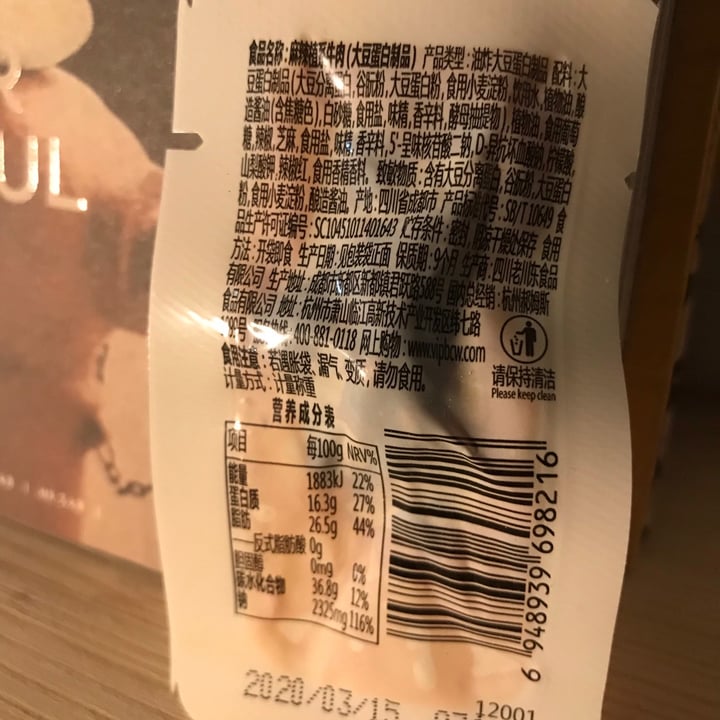 UL
食品名称:麻辣植系牛肉(大豆蛋白制品) 产品类型:油炸大豆蛋白制品 配料:大
豆蛋白制品(大豆分离蛋白,谷朊粉,大豆蛋白粉,食用小麦淀粉,饮用水,植物油,酿
造酱油(含焦糖色),白砂糖,食用盐,味精,香辛料,酵母抽提物),植物油,食用葡萄
糖,辣椒,芝麻,食用盐,味精,香辛料,5'-呈味核苷酸二钠,D-异抗坏血酸钠,柠檬酸,
山梨酸钾,辣椒红,食用香精香料。致敏物质:含有大豆分离蛋白,谷朊粉,大豆蛋白
粉,食用小麦淀粉,酿造酱油。产地:四川省成都市 产品标准代号:SB/T 10649 食
品生产许可证编号:SC10451011401643 贮存条件:密封,阴凉干燥处保存 食用
方法:开袋即食 生产日期:见包装袋正面 保质期:9个月 生产商:四川老川东食品
有限公司 生产地址:成都市新都区新都镇君跃路588号 国内总经销:杭州郝姆斯
食品有限公司 地址:杭州市萧山临江高新技术产业开发区纬七路
400-881-0118 网上购物:www.vipbcw.com
食用注意:若遇胀袋、漏气、变质,请勿食用。
计量方式:计量称重
请保持清洁
Please keep clean
营养成分表
项目 每100g NRV%
能量 1883kJ 22%
蛋白质 16.3g 27%
脂肪 26.5g 44%
—反式脂肪酸 0g
胆固醇 0mg 0%
碳水化合物 36.8g 12%
钠 2325mg 116%
6 948939 698216
2020/03/15
12001